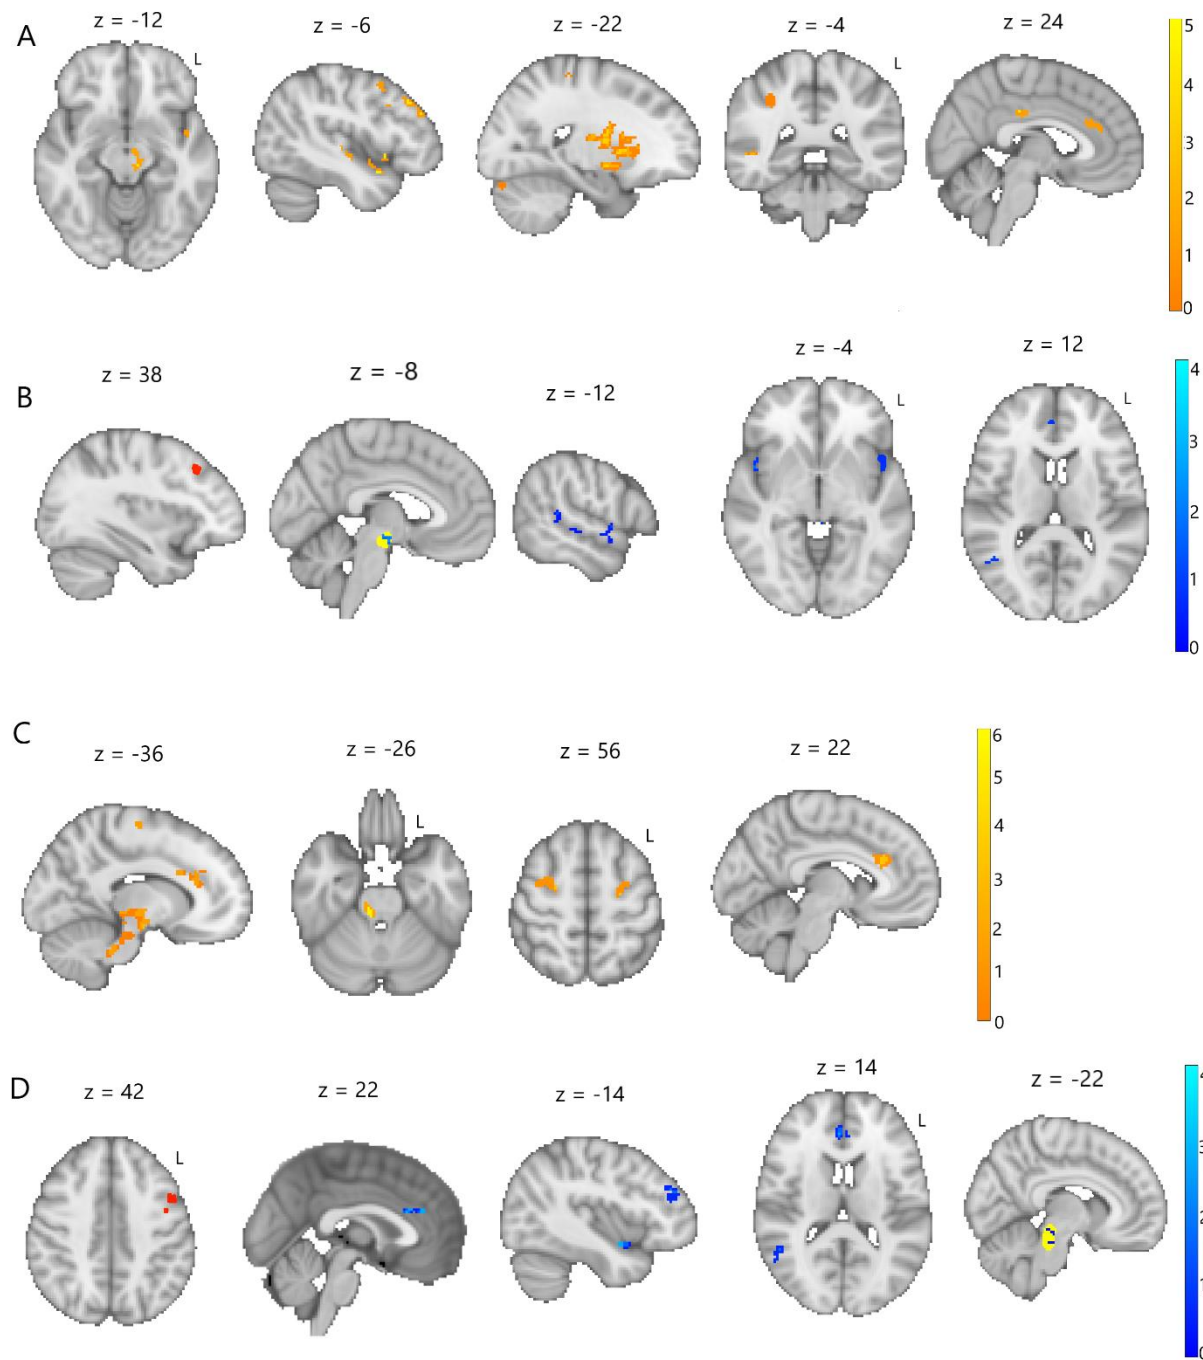 A
z = -12
z = -6
z = -22
z = -4
z = 24
L
L
5
4
3
2
1
0
B
z = 38
z = -8
z = -12
z = -4
z = 12
L
L
4
3
2
1
0
C
z = -36
z = -26
z = 56
z = 22
L
L
6
5
4
3
2
1
0
D
z = 42
z = 22
z = -14
z = 14
z = -22
L
L